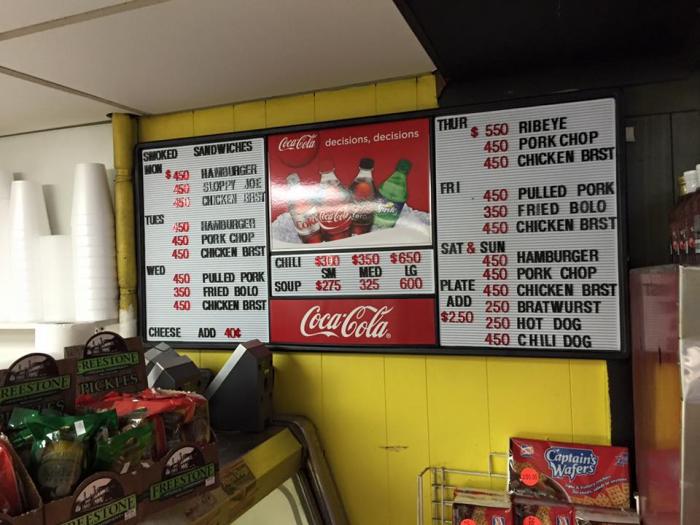 SMOKED SANDWICHES
MON $450 HAMBURGER
450 SLOPPY JOE
450 CHICKEN BRST
TUES 450 HAMBURGER
450 PORK CHOP
450 CHICKEN BRST
WED 450 PULLED PORK
350 FRIED BOLO
450 CHICKEN BRST
CHEESE ADD 40¢
Coca-Cola decisions, decisions
CHILI $300 $350 $650
SM MED LG
SOUP $275 325 600
Coca-Cola
THUR $550 RIBEYE
450 PORK CHOP
450 CHICKEN BRST
FRI 450 PULLED PORK
350 FRIED BOLO
450 CHICKEN BRST
SAT & SUN
450 HAMBURGER
450 PORK CHOP
PLATE 450 CHICKEN BRST
ADD 250 BRATWURST
$2.50 250 HOT DOG
450 CHILI DOG
FREESTONE
FREESTONE
PICKLES
FREESTONE
FREESTONE
Captain's
Wafers